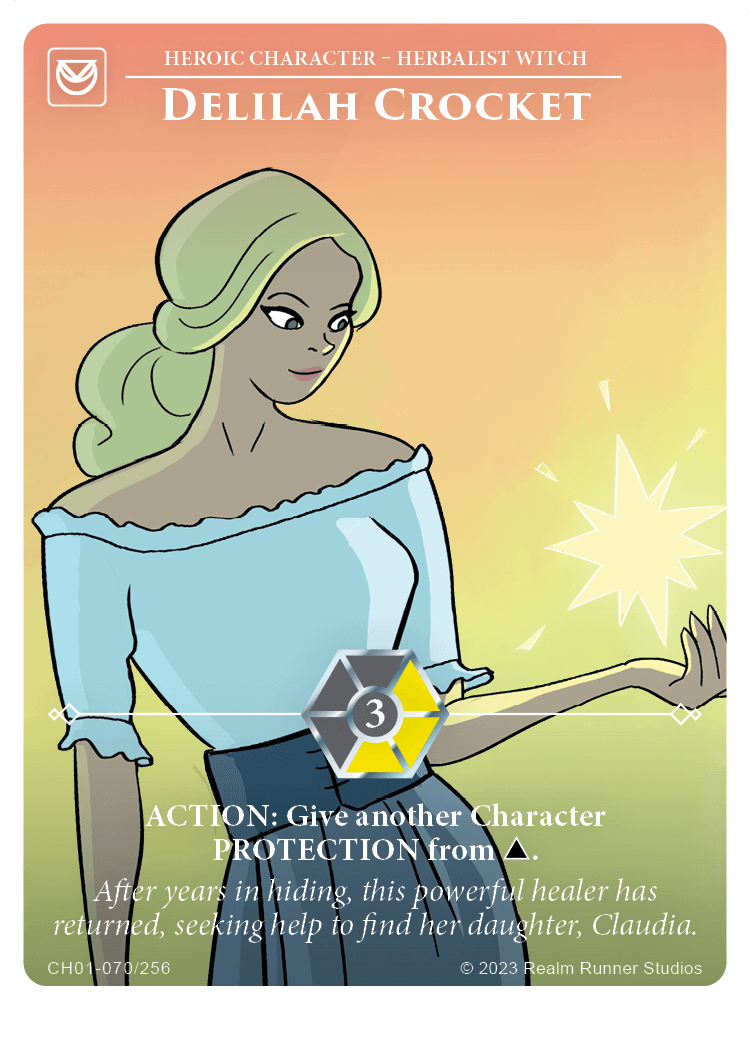 HEROIC CHARACTER – HERBALIST WITCH
DELILAH CROCKET
3
ACTION: Give another Character
PROTECTION from ▲.
After years in hiding, this powerful healer has
returned, seeking help to find her daughter, Claudia.
CH01-070/256
© 2023 Realm Runner Studios